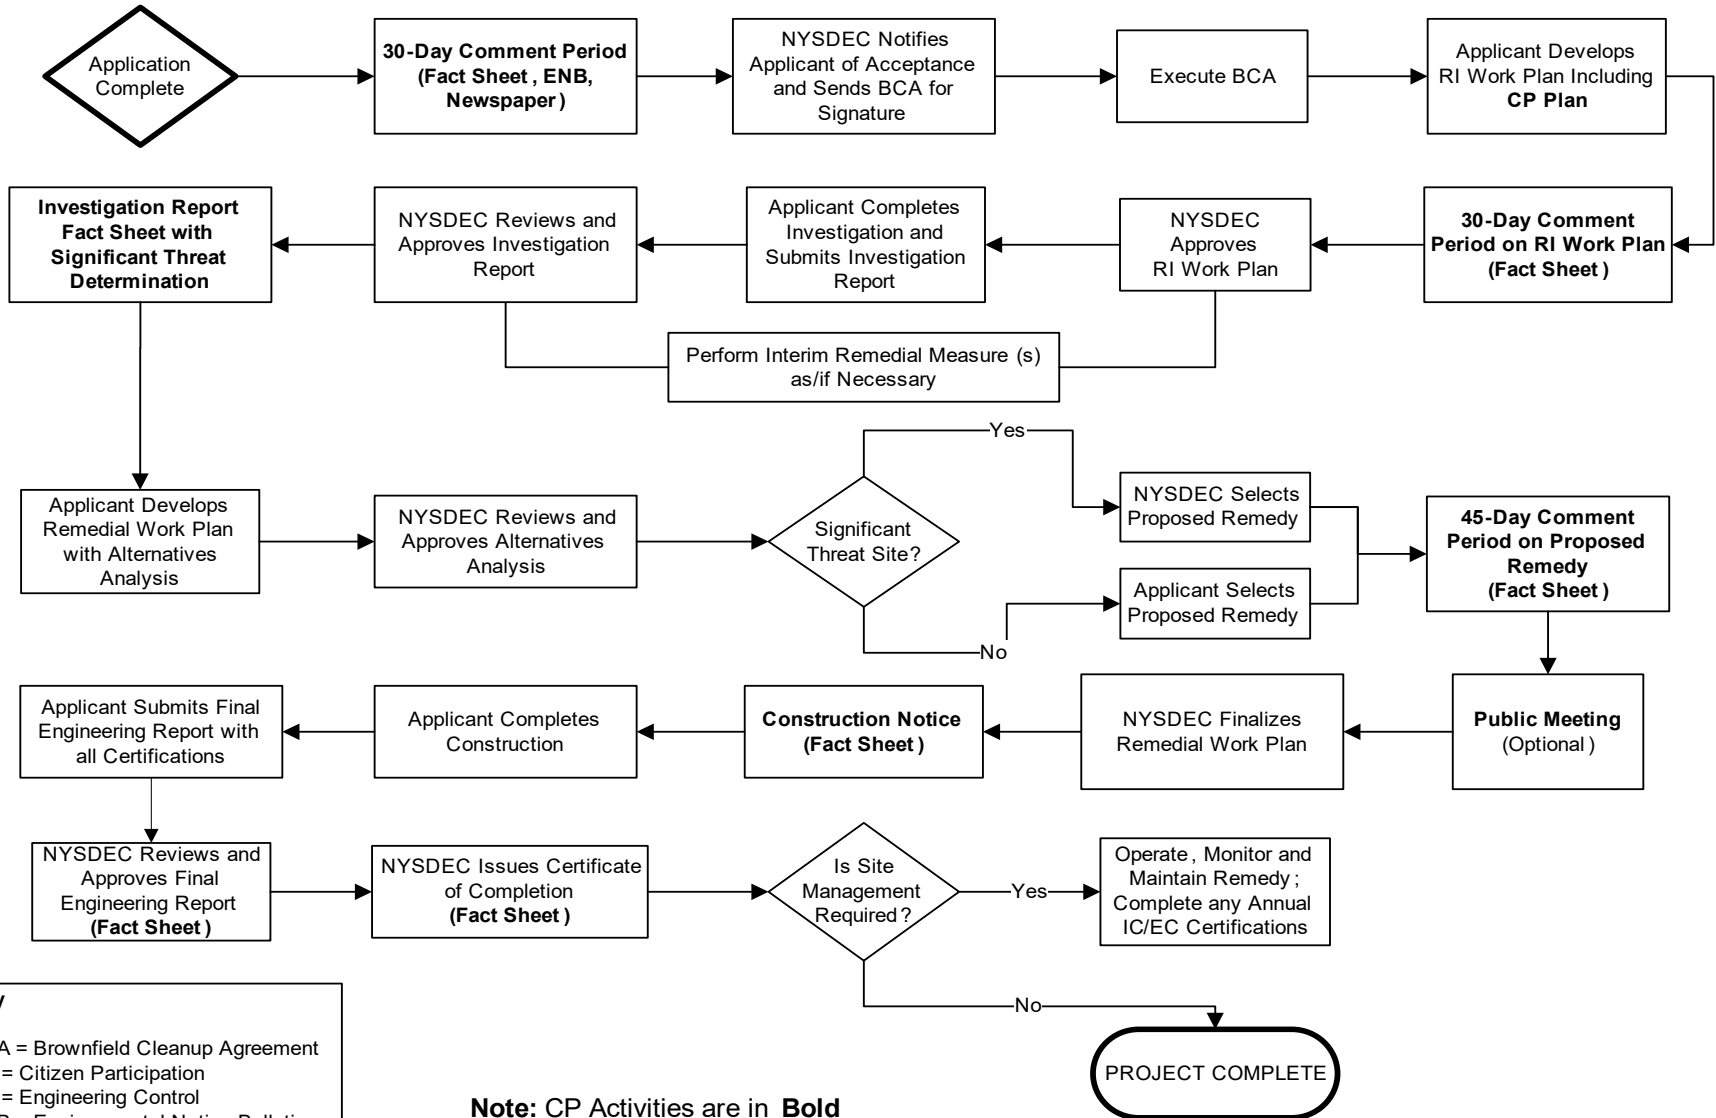 Application
Complete
30-Day Comment Period
(Fact Sheet, ENB,
Newspaper)
NYSDEC Notifies
Applicant of Acceptance
and Sends BCA for
Signature
Execute BCA
Applicant Develops
RI Work Plan Including
CP Plan
30-Day Comment
Period on RI Work Plan
(Fact Sheet)
NYSDEC
Approves
RI Work Plan
Applicant Completes
Investigation and
Submits Investigation
Report
NYSDEC Reviews and
Approves Investigation
Report
Investigation Report
Fact Sheet with
Significant Threat
Determination
Perform Interim Remedial Measure (s)
as/if Necessary
Applicant Develops
Remedial Work Plan
with Alternatives
Analysis
NYSDEC Reviews and
Approves Alternatives
Analysis
Significant
Threat Site?
Yes
No
NYSDEC Selects
Proposed Remedy
Applicant Selects
Proposed Remedy
45-Day Comment
Period on Proposed
Remedy
(Fact Sheet)
Public Meeting
(Optional)
NYSDEC Finalizes
Remedial Work Plan
Construction Notice
(Fact Sheet)
Applicant Completes
Construction
Applicant Submits Final
Engineering Report with
all Certifications
NYSDEC Reviews and
Approves Final
Engineering Report
(Fact Sheet)
NYSDEC Issues Certificate
of Completion
(Fact Sheet)
Is Site
Management
Required?
Yes
Operate, Monitor and
Maintain Remedy;
Complete any Annual
IC/EC Certifications
No
PROJECT COMPLETE
= Brownfield Cleanup Agreement
= Citizen Participation
= Engineering Control
Note: CP Activities are in Bold